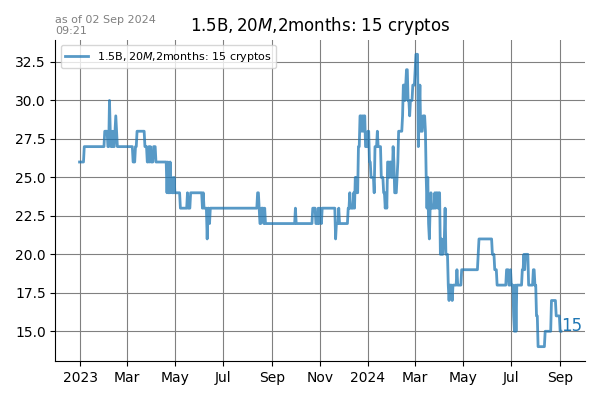 as of 02 Sep 2024
09:21
1.5B, 20M,2months: 15 cryptos
1.5B, 20M,2months: 15 cryptos
32.5
30.0
27.5
25.0
22.5
20.0
17.5
15.0
15
2023 Mar May Jul Sep Nov 2024 Mar May Jul Sep